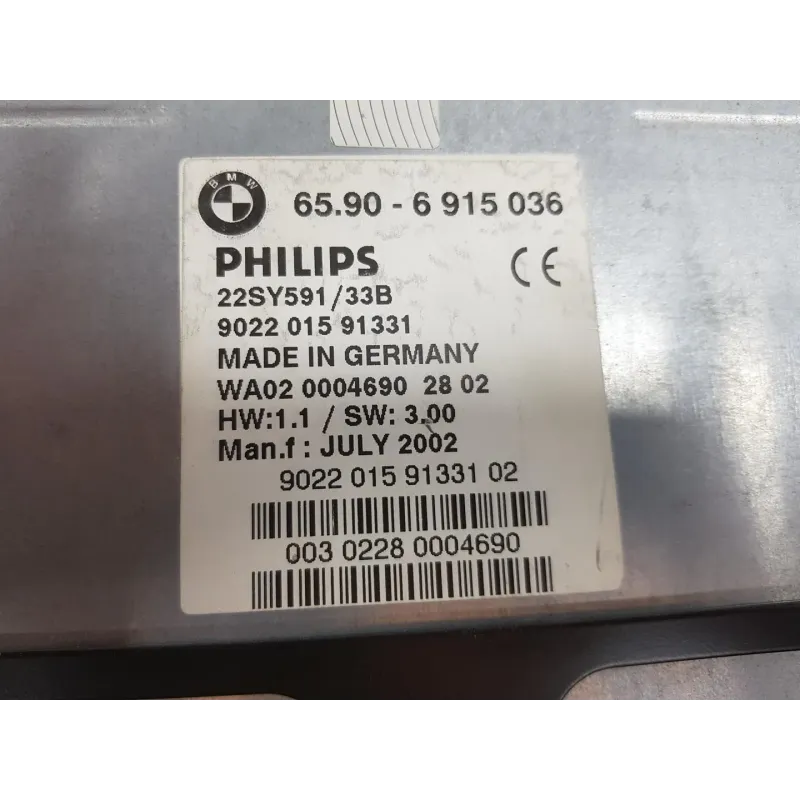 BMW
65.90 - 6 915 036
PHILIPS
CE
22SY591/33B
9022 015 91331
MADE IN GERMANY
WA02 0004690 28 02
HW:1.1 / SW: 3.00
Man.f : JULY 2002
9022 015 91331 02
003 0228 0004690